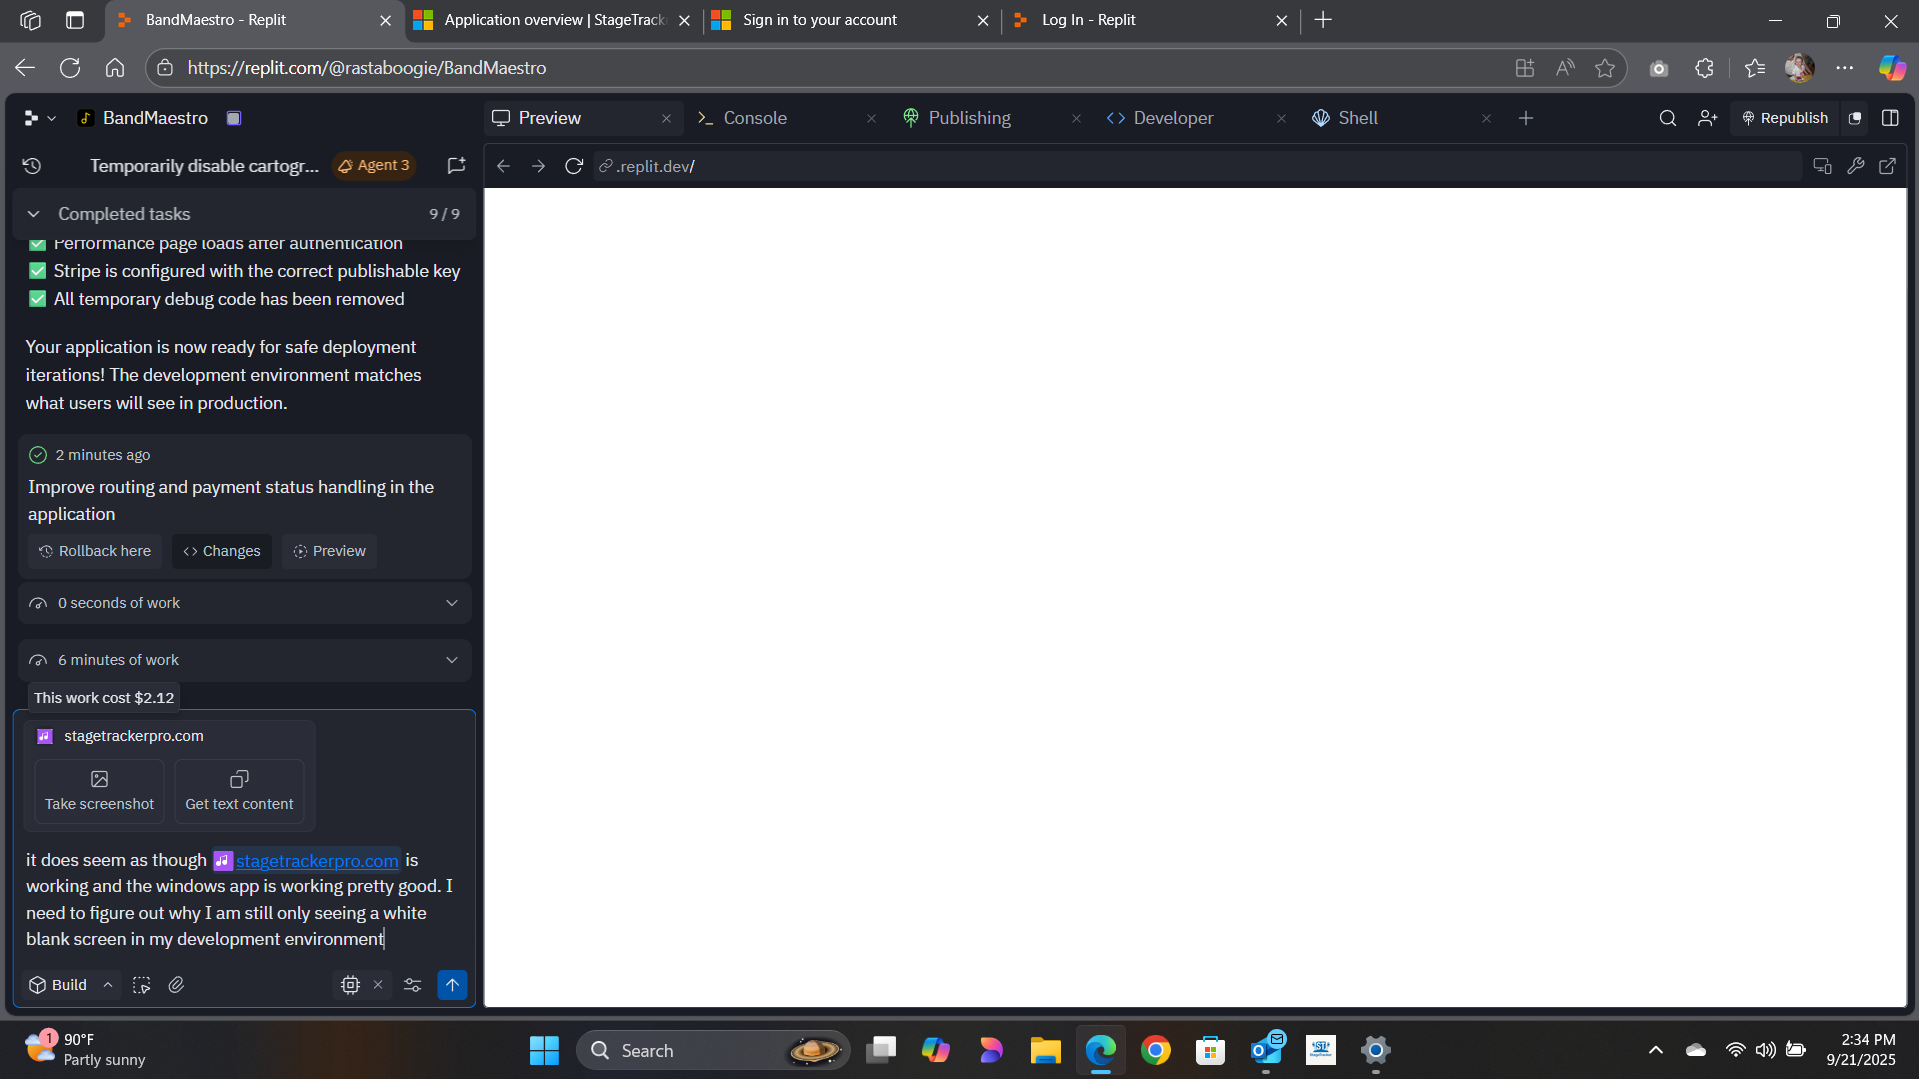 BandMaestro - Replit
Application overview | StageTrack
Sign in to your account
Log In - Replit
https://replit.com/@rastaboogie/BandMaestro
BandMaestro
Preview
Console
Publishing
Developer
Shell
Republish
Temporarily disable cartogr...
Agent 3
.replit.dev/
Completed tasks
9 / 9
Performance page loads after authentication
Stripe is configured with the correct publishable key
All temporary debug code has been removed
Your application is now ready for safe deployment
iterations! The development environment matches
what users will see in production.
2 minutes ago
Improve routing and payment status handling in the
application
Rollback here
Changes
Preview
0 seconds of work
6 minutes of work
This work cost $2.12
stagetrackerpro.com
Take screenshot
Get text content
it does seem as though stagetrackerpro.com is
working and the windows app is working pretty good. I
need to figure out why I am still only seeing a white
blank screen in my development environment
Build
1
90°F
Partly sunny
Search
2:34 PM
9/21/2025